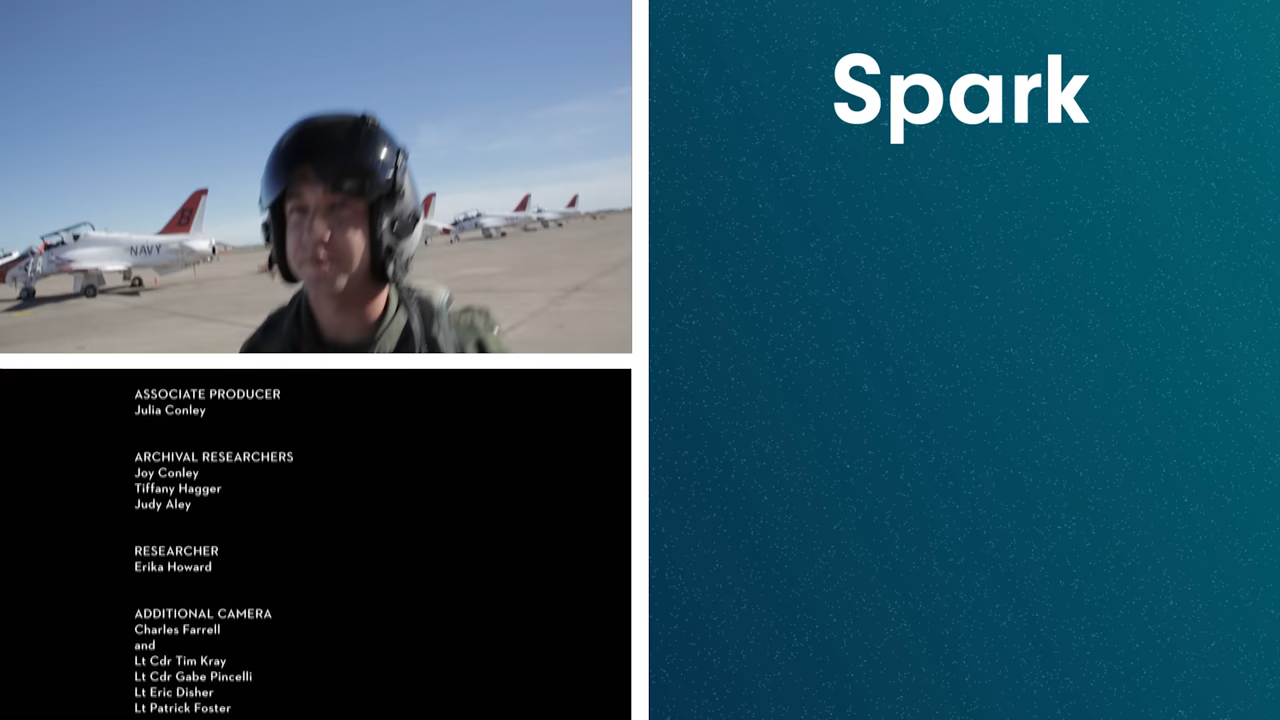 B
NAVY
Spark
ASSOCIATE PRODUCER
Julia Conley
ARCHIVAL RESEARCHERS
Joy Conley
Tiffany Hagger
Judy Aley
RESEARCHER
Erika Howard
ADDITIONAL CAMERA
Charles Farrell
and
Lt Cdr Tim Kray
Lt Cdr Gabe Pincelli
Lt Eric Disher
Lt Patrick Foster